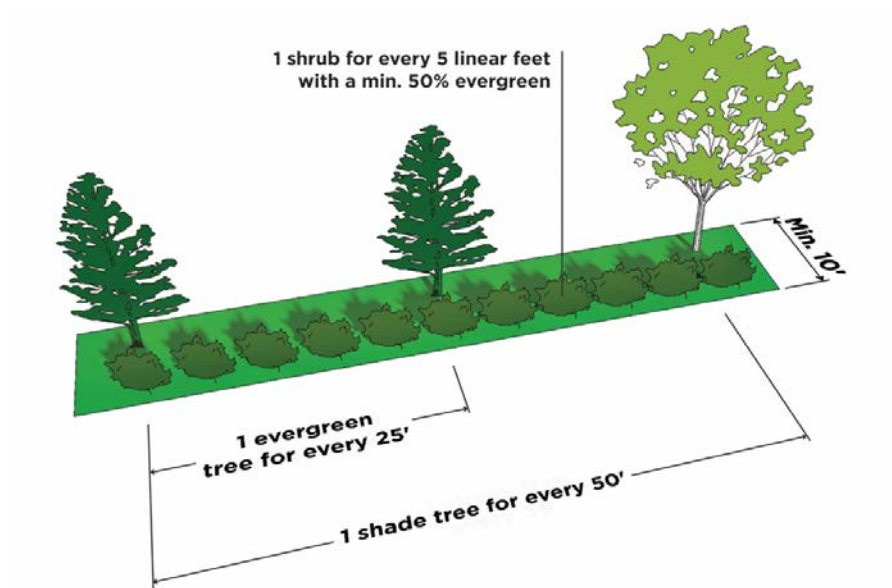 1 shrub for every 5 linear feet
with a min. 50% evergreen
Min. 10'
1 evergreen
tree for every 25'
1 shade tree for every 50'